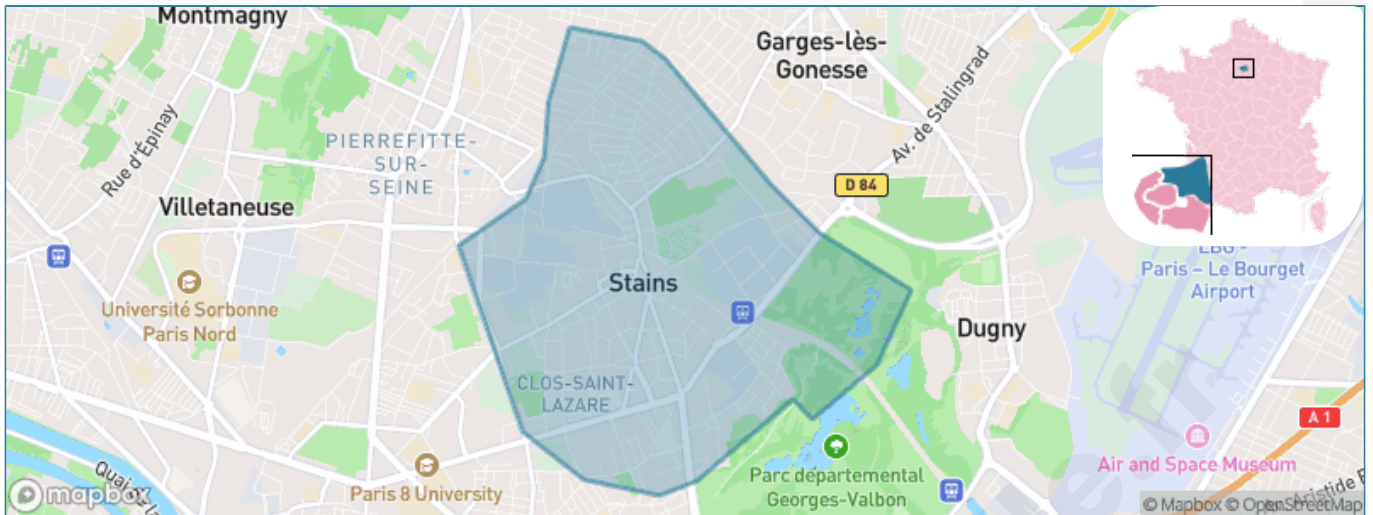 Montmagny
Garges-lès-
Gonesse
Av. de Stalingrad
Rue d'Épinay
PIERREFITTE-
SUR-
SEINE
D 84
Villetaneuse
EBG -
Paris – Le Bourget
Airport
Stains
Université Sorbonne
Paris Nord
Dugny
CLOS-SAINT-
LAZARE
A 1
Air and Space Museum
Parc départemental
Georges-Valbon
Paris 8 University
mapbox
© Mapbox © OpenStreetMap